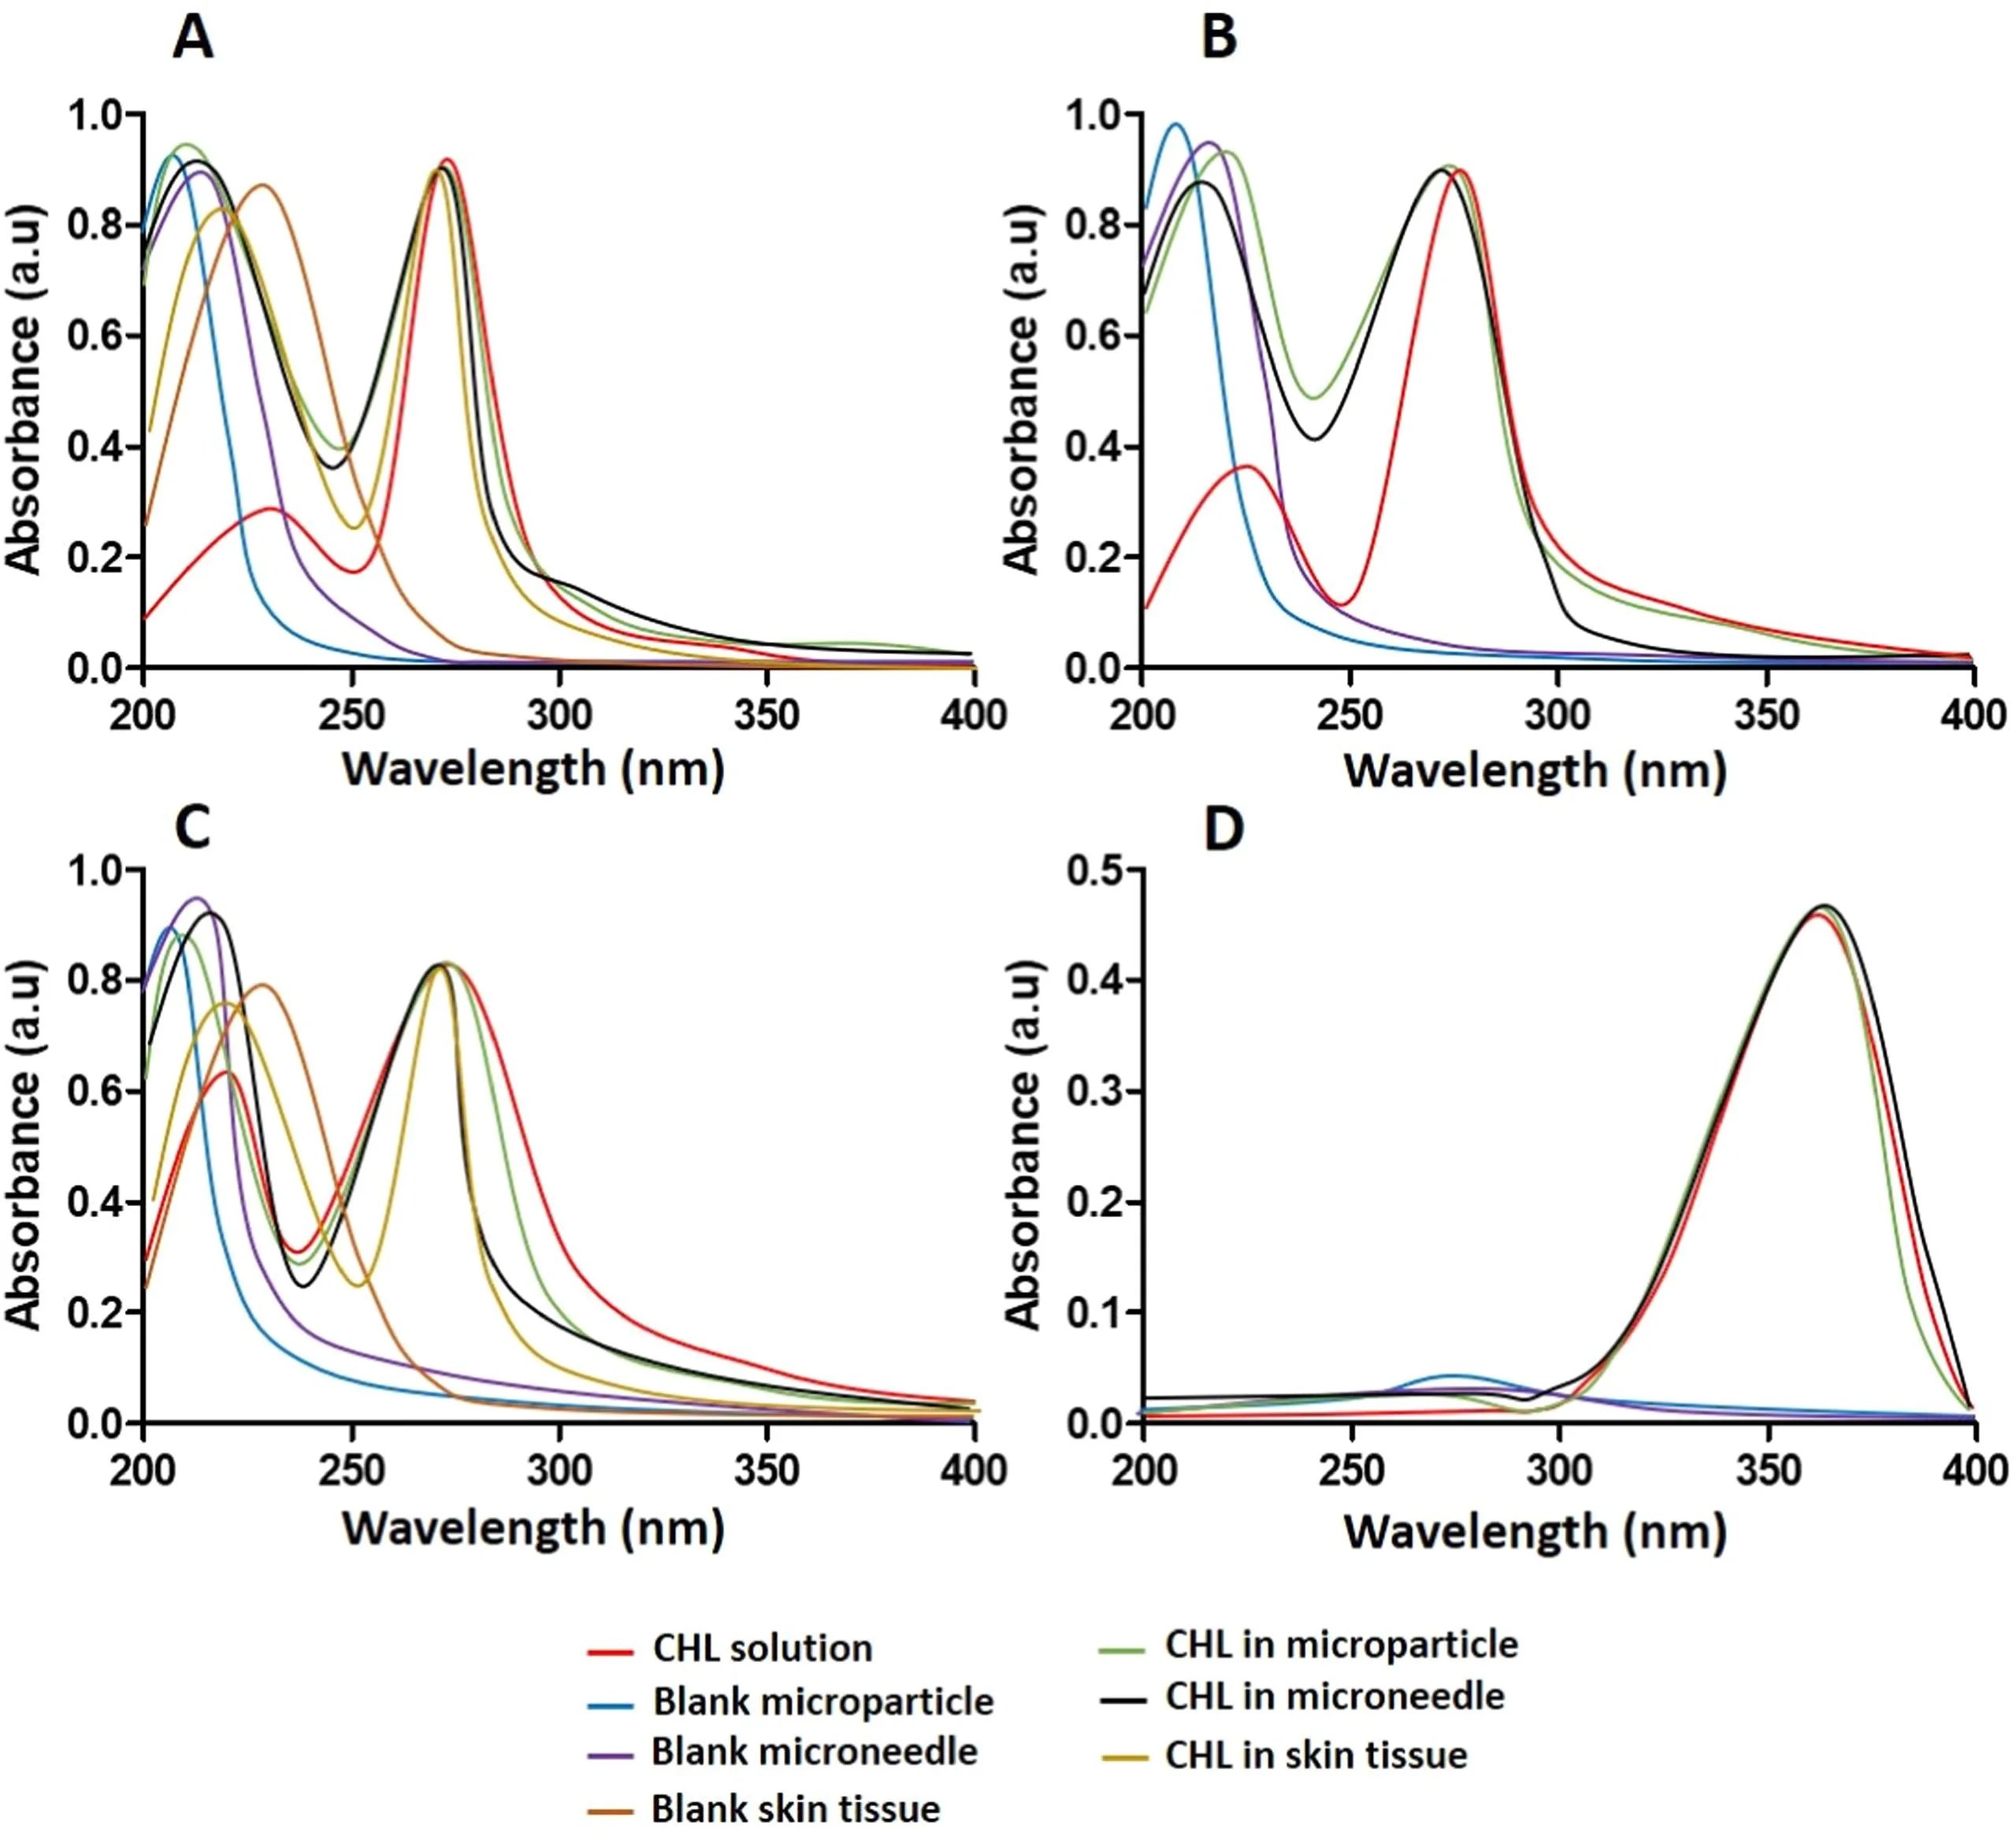 A
B
1.0
0.8
0.6
0.4
0.2
0.0
Absorbance (a.u)
200 250 300 350 400
Wavelength (nm)
1.0
0.8
0.6
0.4
0.2
0.0
Absorbance (a.u)
200 250 300 350 400
Wavelength (nm)
C
D
1.0
0.8
0.6
0.4
0.2
0.0
Absorbance (a.u)
200 250 300 350 400
Wavelength (nm)
0.5
0.4
0.3
0.2
0.1
0.0
Absorbance (a.u)
200 250 300 350 400
Wavelength (nm)
CHL solution
Blank microparticle
Blank microneedle
Blank skin tissue
CHL in microparticle
CHL in microneedle
CHL in skin tissue